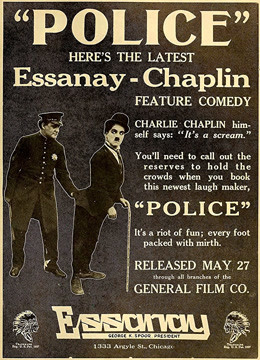 "POLICE"
HERE'S THE LATEST
Essanay-Chaplin
FEATURE COMEDY
CHARLIE CHAPLIN him-
self says: "It's a scream."
You'll need to call out the
reserves to hold the
crowds when you book
this newest laugh maker,
"POLICE"
It's a riot of fun; every foot
packed with mirth.
RELEASED MAY 27
through all branches of the
GENERAL FILM CO.
Essanay
GEORGE K. SPOOR PRESIDENT
1333 Argyle St., Chicago